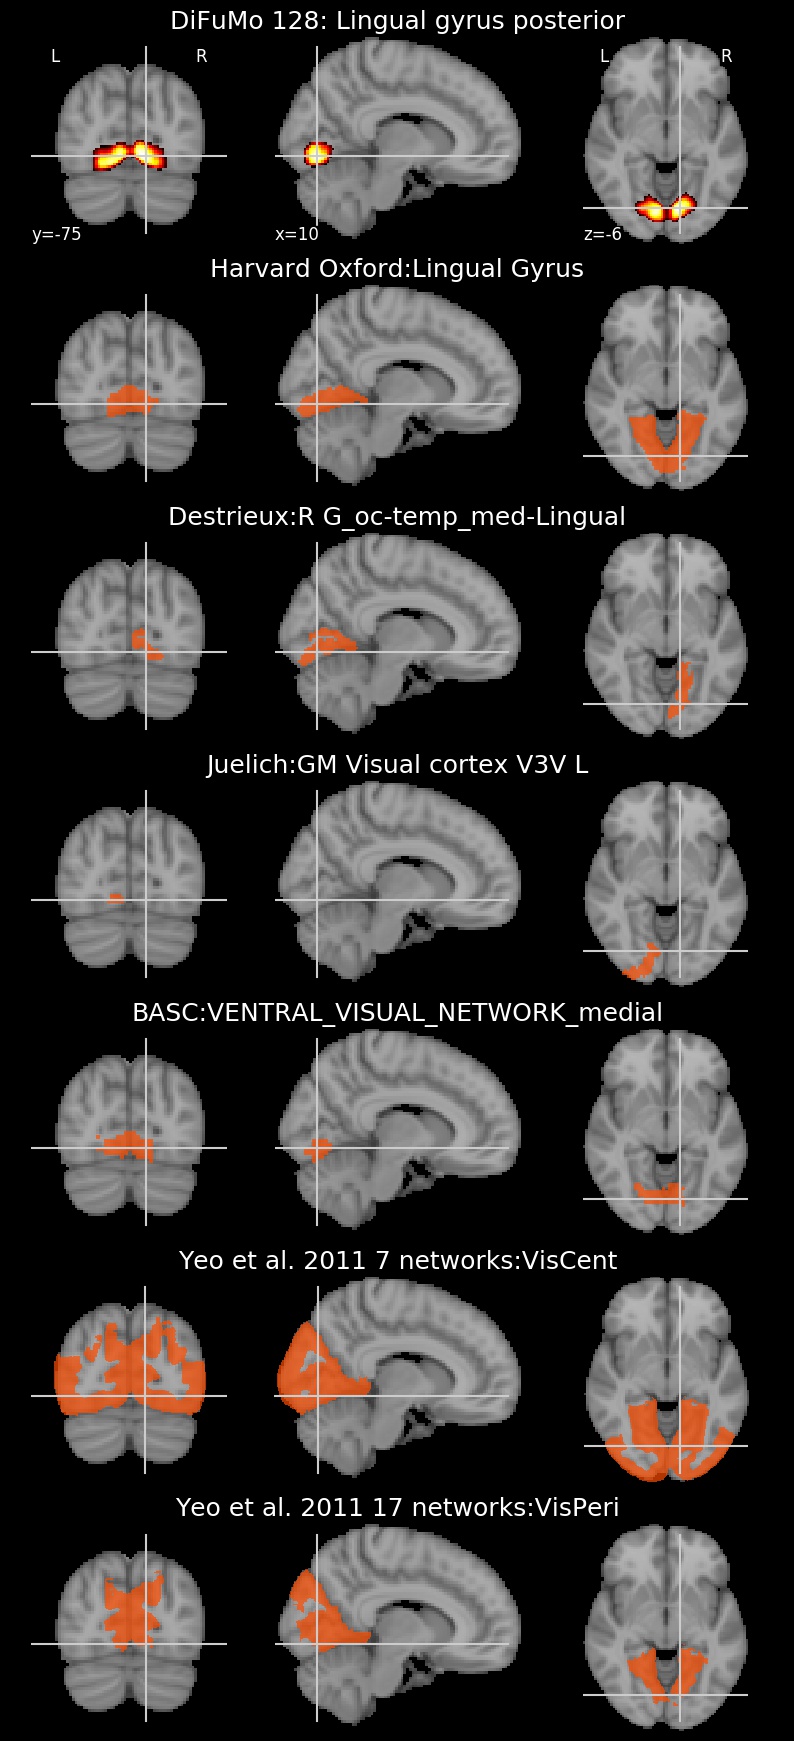 DiFuMo 128: Lingual gyrus posterior
L R L R
y=-75 x=10 z=-6
Harvard Oxford:Lingual Gyrus
Destrieux:R G_oc-temp_med-Lingual
Juelich:GM Visual cortex V3V L
BASC:VENTRAL_VISUAL_NETWORK_medial
Yeo et al. 2011 7 networks:VisCent
Yeo et al. 2011 17 networks:VisPeri